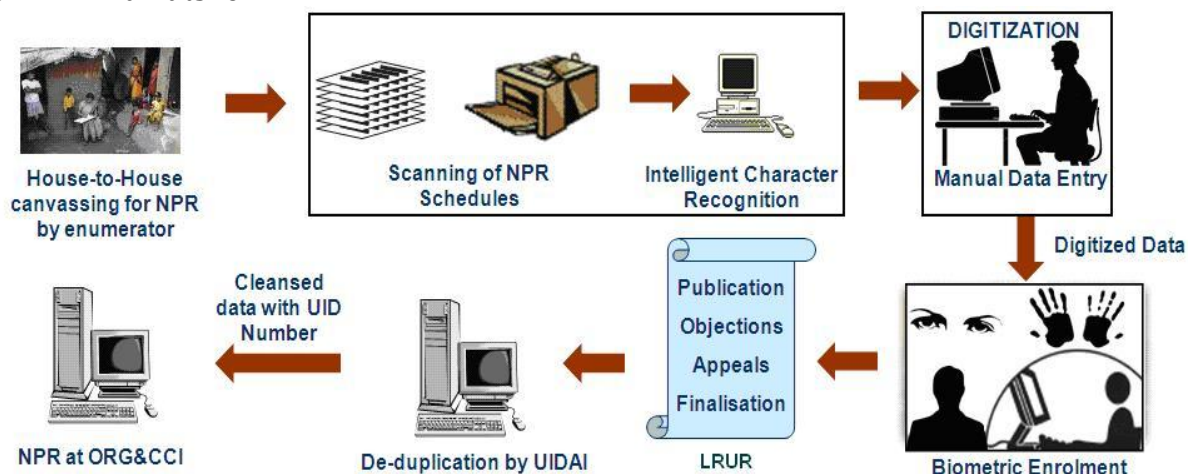 House-to-House
canvassing for NPR
by enumerator
Scanning of NPR
Schedules
Intelligent Character
Recognition
DIGITIZATION
Manual Data Entry
Digitized Data
Biometric Enrolment
Publication
Objections
Appeals
Finalisation
LRUR
De-duplication by UIDAI
Cleansed
data with UID
Number
NPR at ORG&CCI